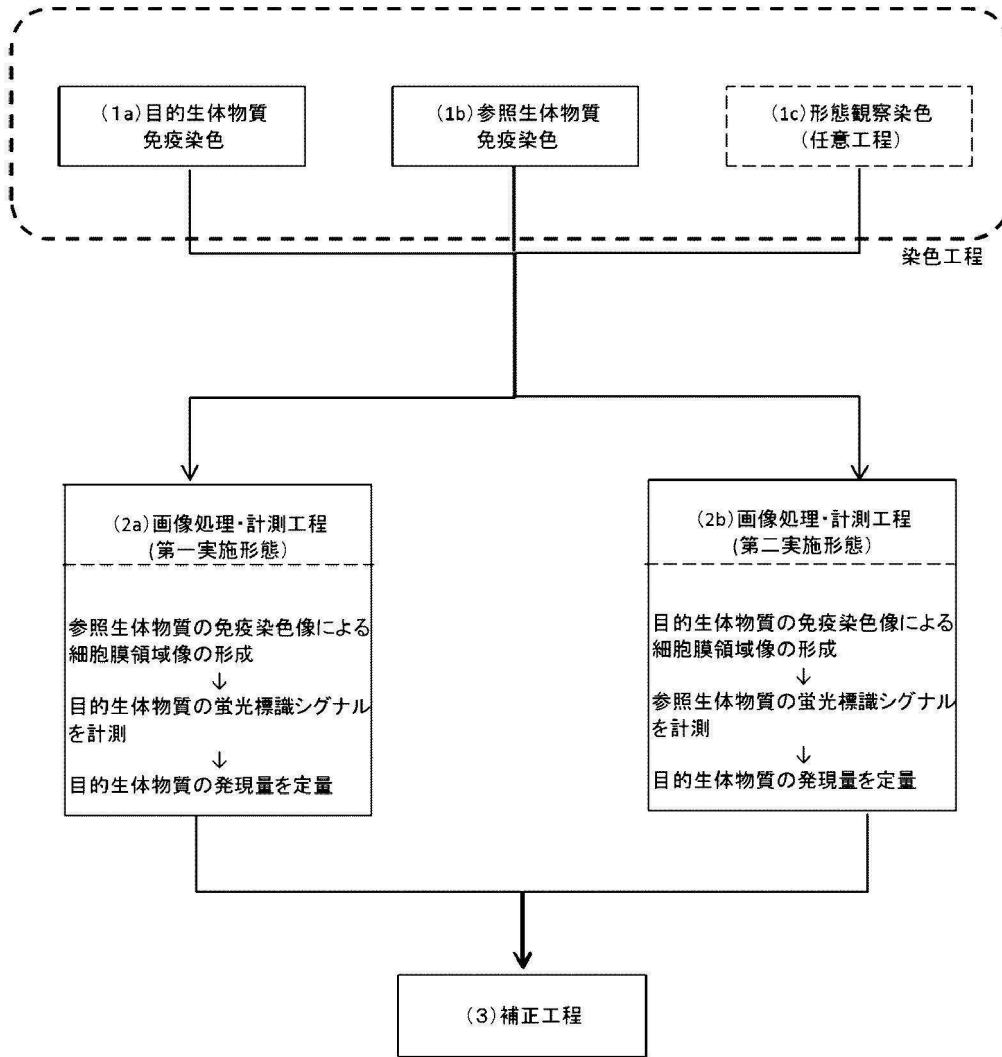 (1a)目的生体物質
免疫染色
(1b)参照生体物質
免疫染色
(1c)形態観察染色
(任意工程)
染色工程
(2a)画像処理・計測工程
(第一実施形態)
参照生体物質の免疫染色像による
細胞膜領域像の形成
↓
目的生体物質の蛍光標識シグナル
を計測
↓
目的生体物質の発現量を定量
(2b)画像処理・計測工程
(第二実施形態)
目的生体物質の免疫染色像による
細胞膜領域像の形成
↓
参照生体物質の蛍光標識シグナル
を計測
↓
目的生体物質の発現量を定量
(3)補正工程